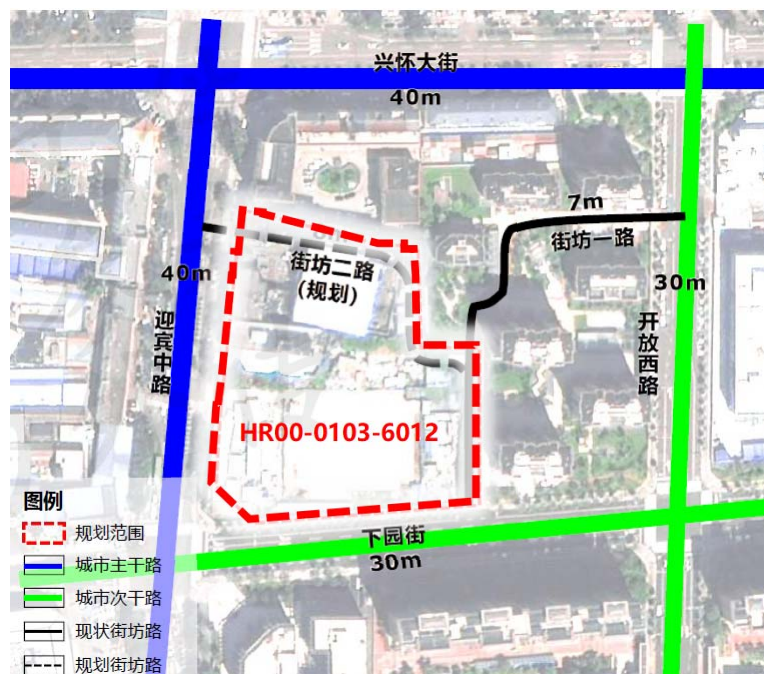 兴怀大街
40m
7m
街坊一路
街坊二路
(规划)
40m
30m
迎宾中路
开放西路
HR00-0103-6012
下园街
30m
图例
规划范围
城市主干路
城市次干路
现状街坊路
规划街坊路